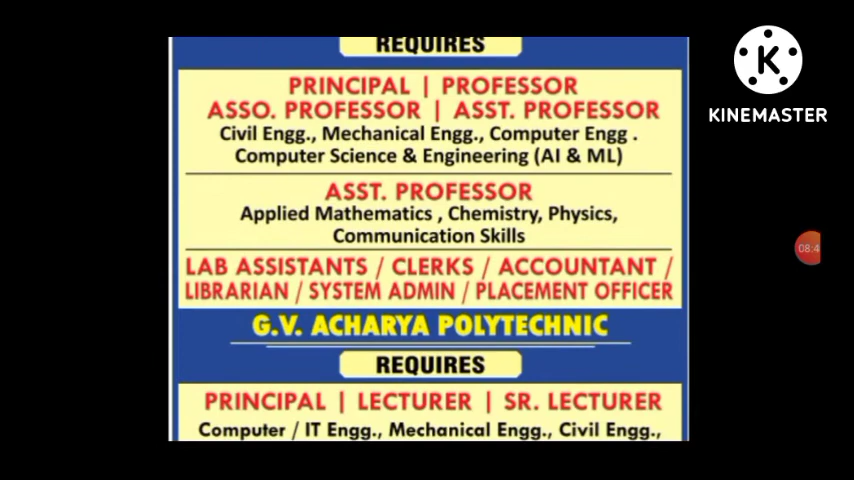 REQUIRES
PRINCIPAL | PROFESSOR
ASSO. PROFESSOR | ASST. PROFESSOR
Civil Engg., Mechanical Engg., Computer Engg .
Computer Science & Engineering (AI & ML)
ASST. PROFESSOR
Applied Mathematics , Chemistry, Physics,
Communication Skills
LAB ASSISTANTS / CLERKS / ACCOUNTANT /
LIBRARIAN / SYSTEM ADMIN / PLACEMENT OFFICER
G.V. ACHARYA POLYTECHNIC
REQUIRES
PRINCIPAL | LECTURER | SR. LECTURER
Computer / IT Engg., Mechanical Engg., Civil Engg.,
K
KINEMASTER